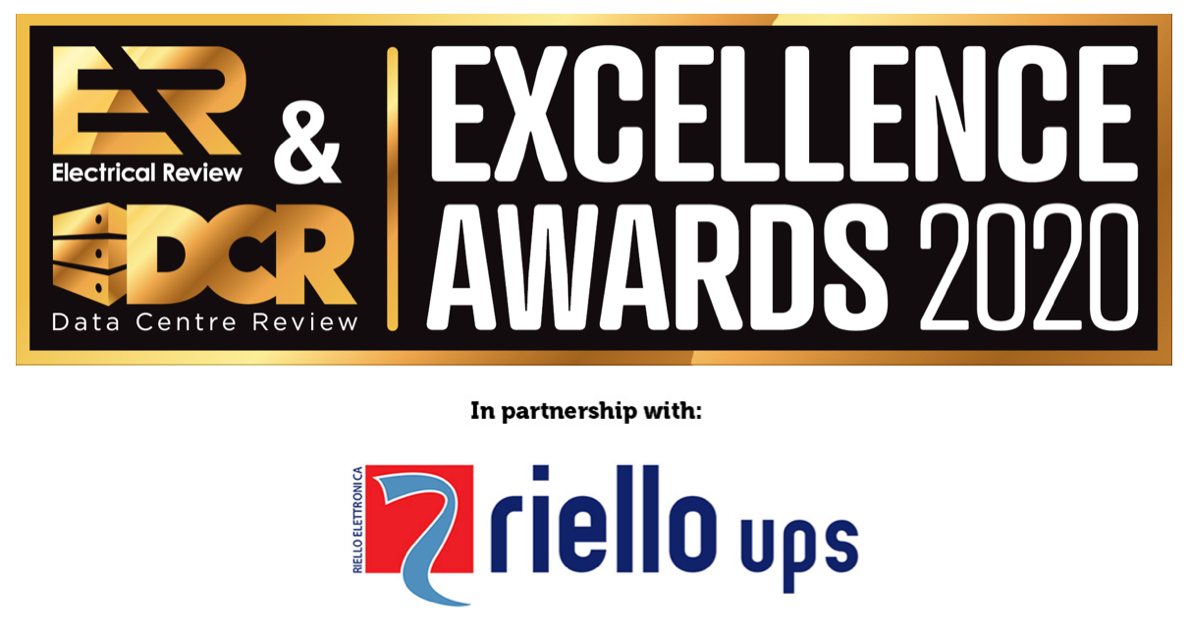 ER
Electrical Review
&
DCR
Data Centre Review
EXCELLENCE
AWARDS 2020
In partnership with:
RIELLO ELETTRONICA
riello ups